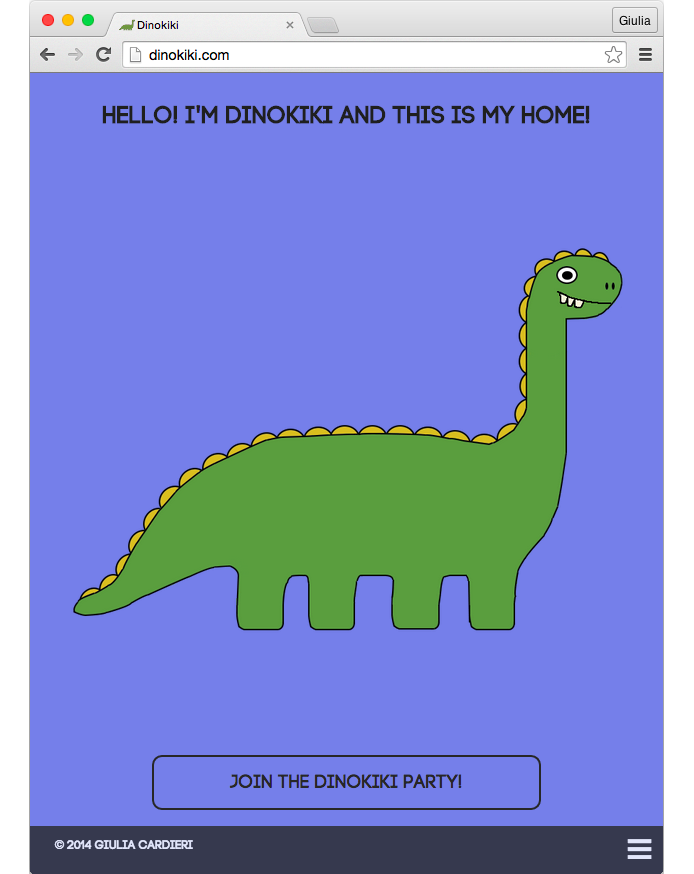 Dinokiki
Giulia
dinokiki.com
HELLO! I'M DINOKIKI AND THIS IS MY HOME!
JOIN THE DINOKIKI PARTY!
© 2014 GIULIA CARDIERI